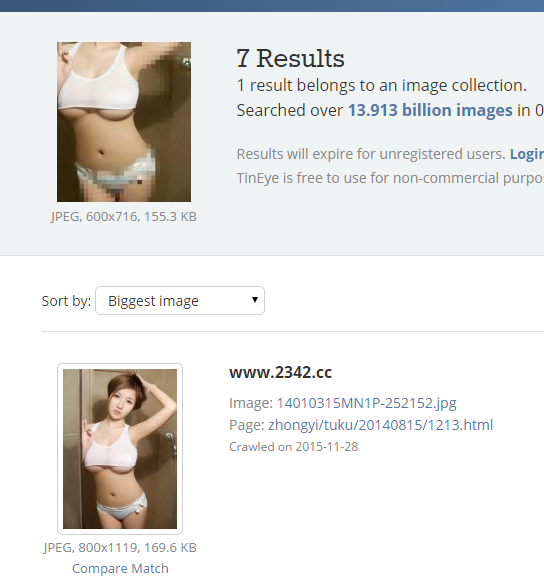 7 Results
1 result belongs to an image collection.
Searched over 13.913 billion images in 0
Results will expire for unregistered users. Login
TinEye is free to use for non-commercial purpos
JPEG, 600x716, 155.3 KB
Sort by: Biggest image
www.2342.cc
Image: 14010315MN1P-252152.jpg
Page: zhongyi/tuku/20140815/1213.html
Crawled on 2015-11-28
JPEG, 800x1119, 169.6 KB
Compare Match